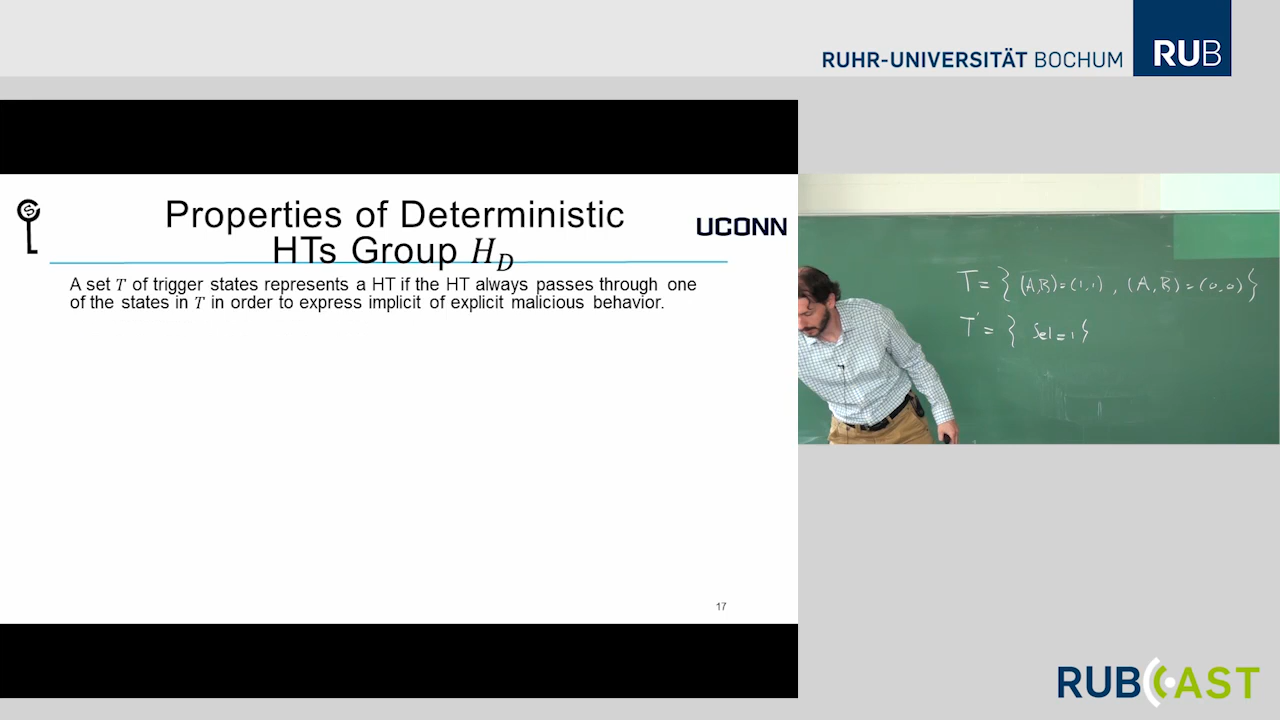 RUHR-UNIVERSITÄT BOCHUM
RUB
Properties of Deterministic
HTs Group H_D
UCONN
A set T of trigger states represents a HT if the HT always passes through one
of the states in T in order to express implicit of explicit malicious behavior.
17
T = { (A,B)=(1,1) , (A,B)=(0,0) }
T' = { Sel=1 }
RUBCAST